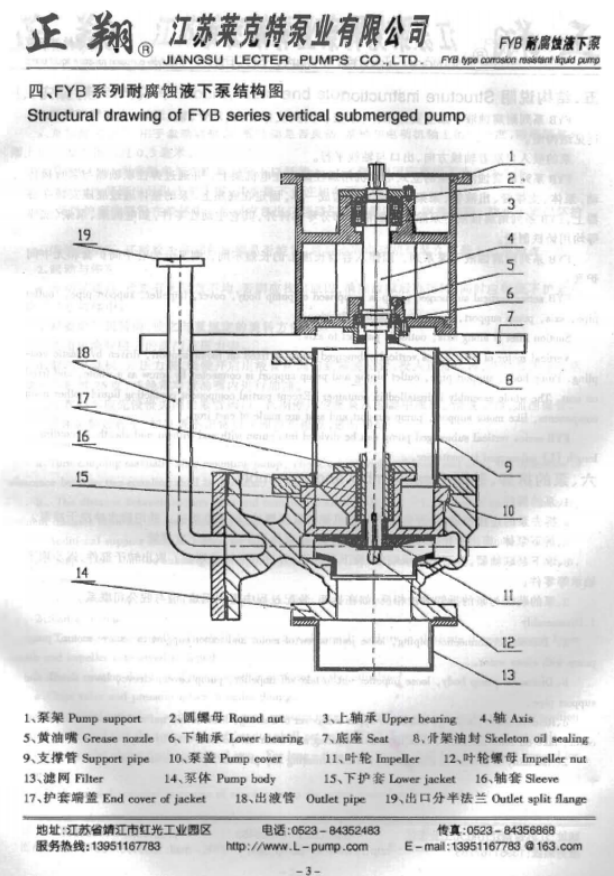 正翔® 江苏莱克特泵业有限公司
JIANGSU LECTER PUMPS CO.,LTD.
FYB 耐腐蚀液下泵
FYB type corrosion resistant liquid pump
四、FYB 系列耐腐蚀液下泵结构图
Structural drawing of FYB series vertical submerged pump
1
2
3
4
5
6
7
8
9
10
11
12
13
19
18
17
16
15
14
1、泵架 Pump support 2、圆螺母 Round nut 3、上轴承 Upper bearing 4、轴 Axis
5、黄油嘴 Grease nozzle 6、下轴承 Lower bearing 7、底座 Seat 8、骨架油封 Skeleton oil sealing
9、支撑管 Support pipe 10、泵盖 Pump cover 11、叶轮 Impeller 12、叶轮螺母 Impeller nut
13、滤网 Filter 14、泵体 Pump body 15、下护套 Lower jacket 16、轴套 Sleeve
17、护套端盖 End cover of jacket 18、出液管 Outlet pipe 19、出口分半法兰 Outlet split flange
地址:江苏省靖江市红光工业园区 电话:0523-84352483 传真:0523-84356868
服务热线:13951167783 http://www.L-pump.com E-mail:13951167783@163.com
-3-